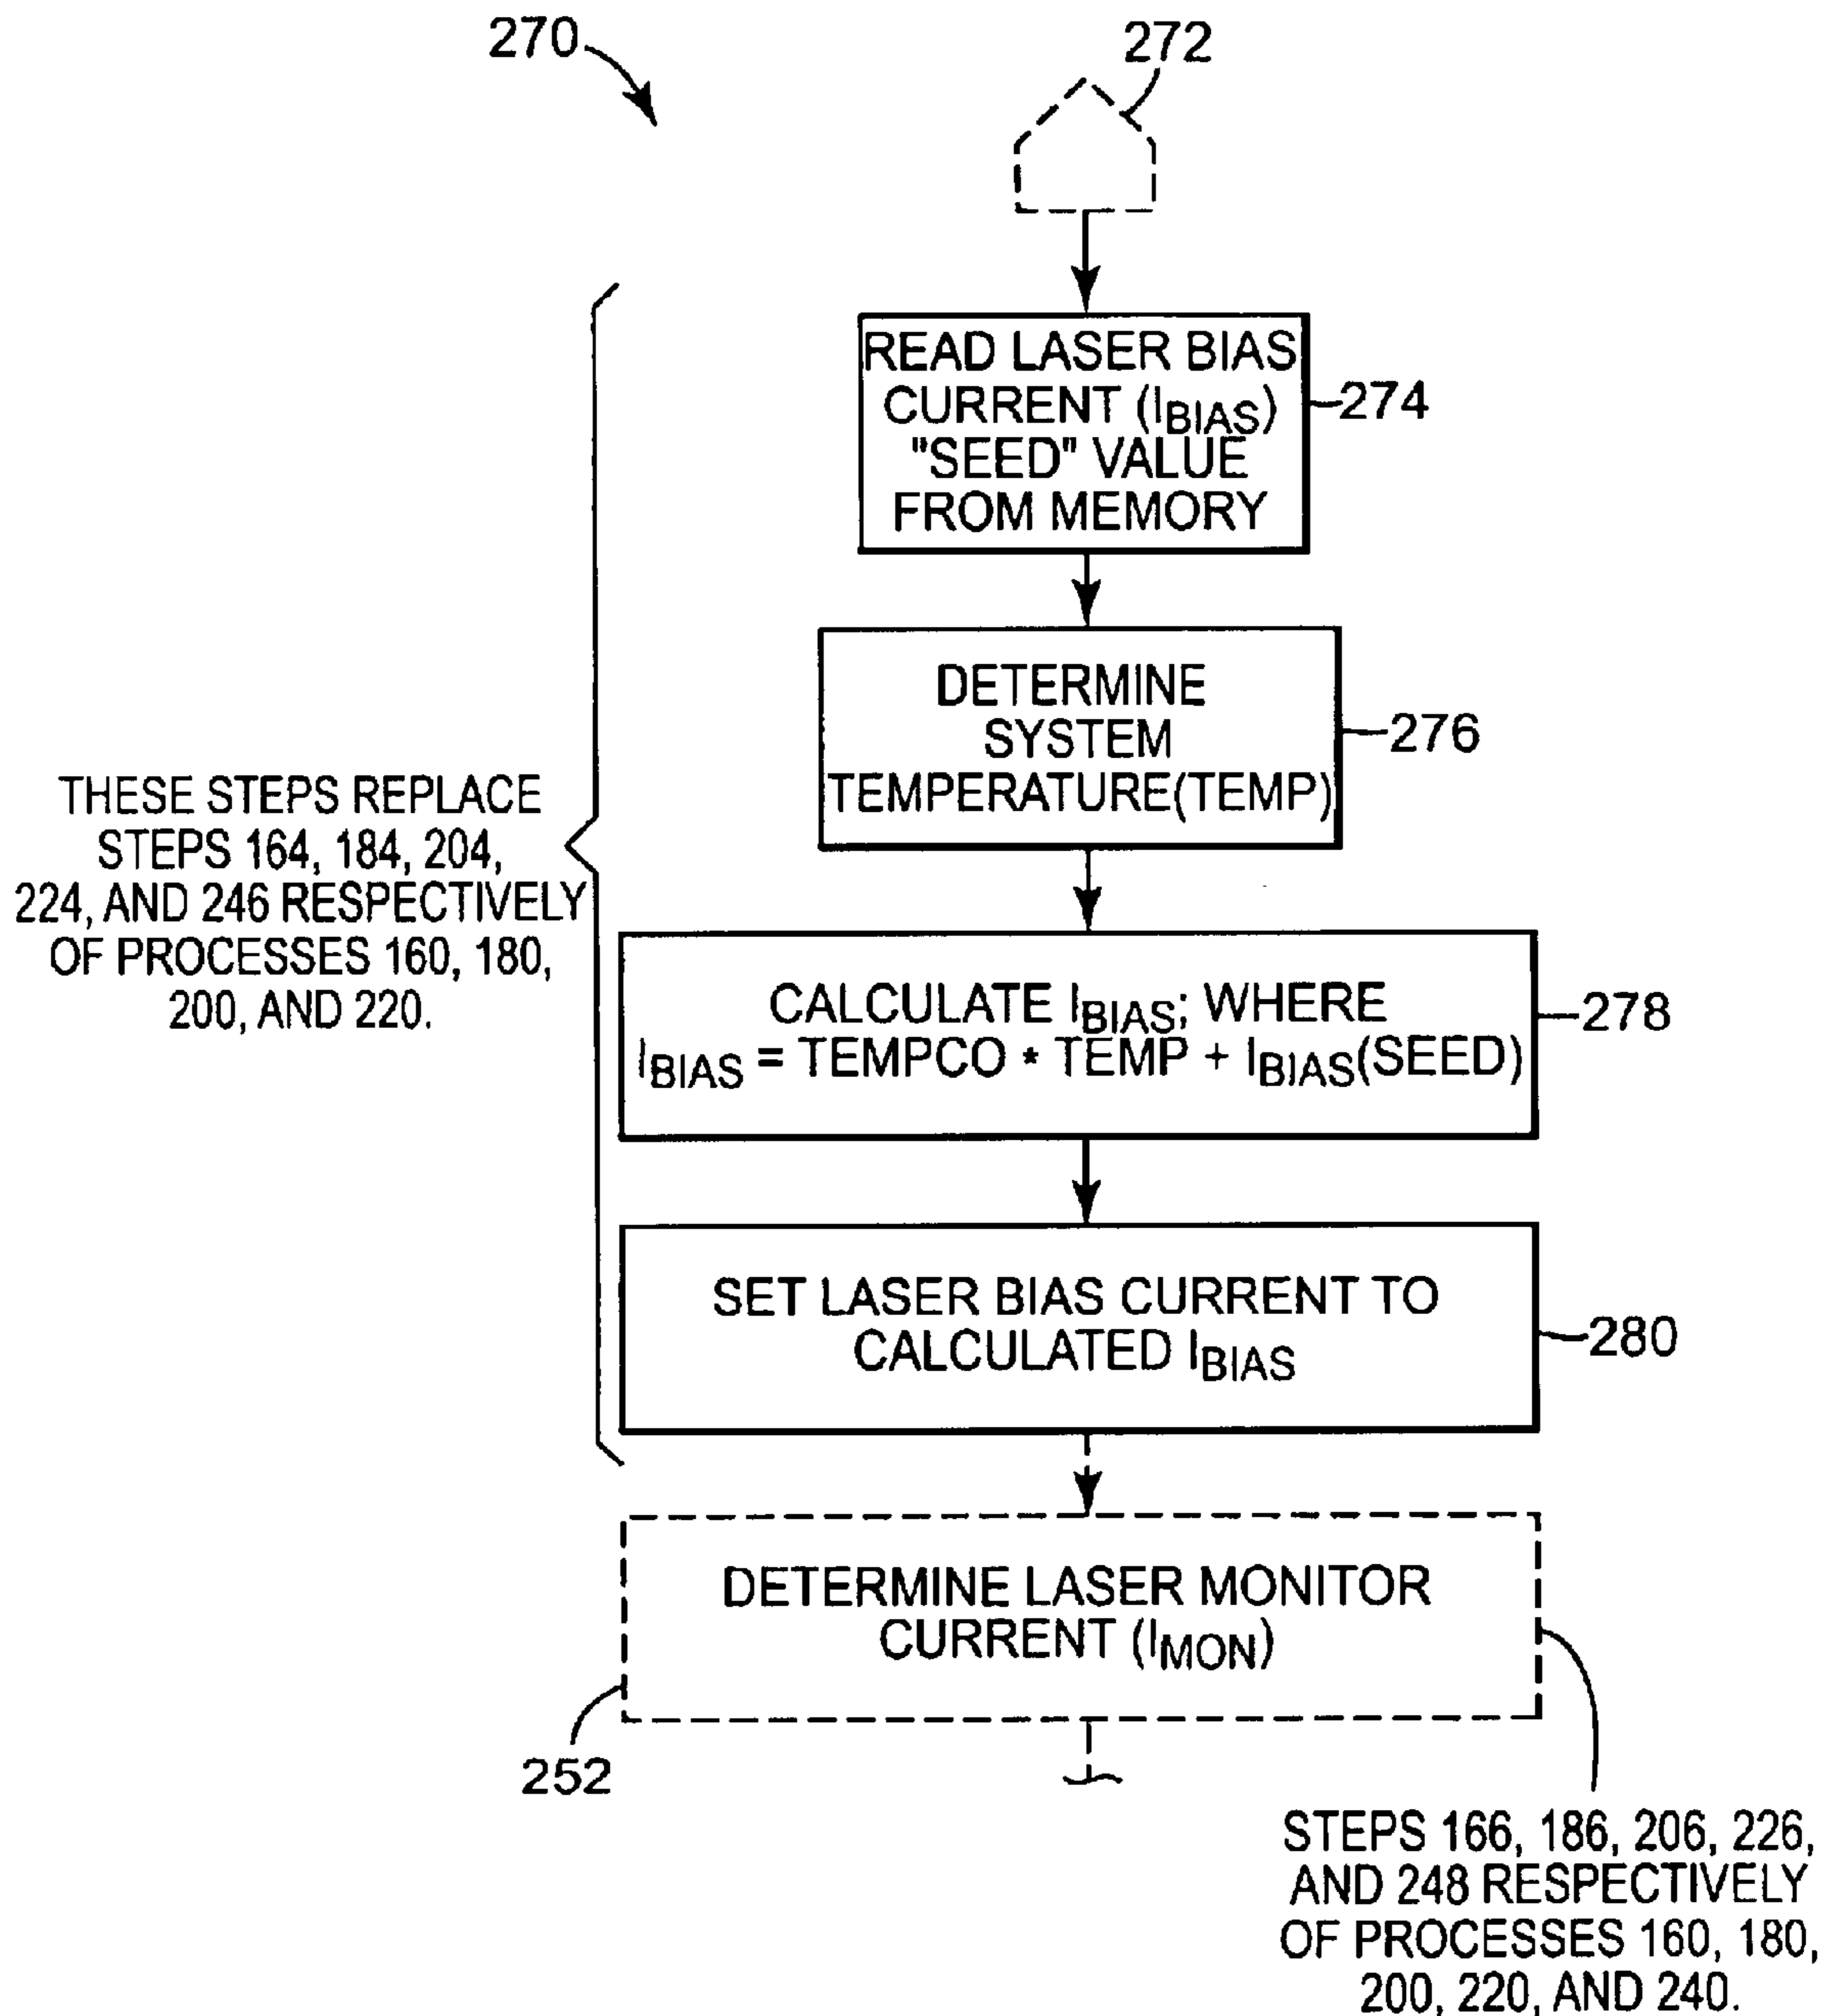 270
272
READ LASER BIAS
CURRENT (IBIAS)
"SEED" VALUE
FROM MEMORY
274
DETERMINE
SYSTEM
TEMPERATURE(TEMP)
276
THESE STEPS REPLACE
STEPS 164, 184, 204,
224, AND 246 RESPECTIVELY
OF PROCESSES 160, 180,
200, AND 220.
CALCULATE IBIAS; WHERE
IBIAS = TEMPCO * TEMP + IBIAS(SEED)
278
SET LASER BIAS CURRENT TO
CALCULATED IBIAS
280
DETERMINE LASER MONITOR
CURRENT (IMON)
252
STEPS 166, 186, 206, 226,
AND 248 RESPECTIVELY
OF PROCESSES 160, 180,
200, 220, AND 240.